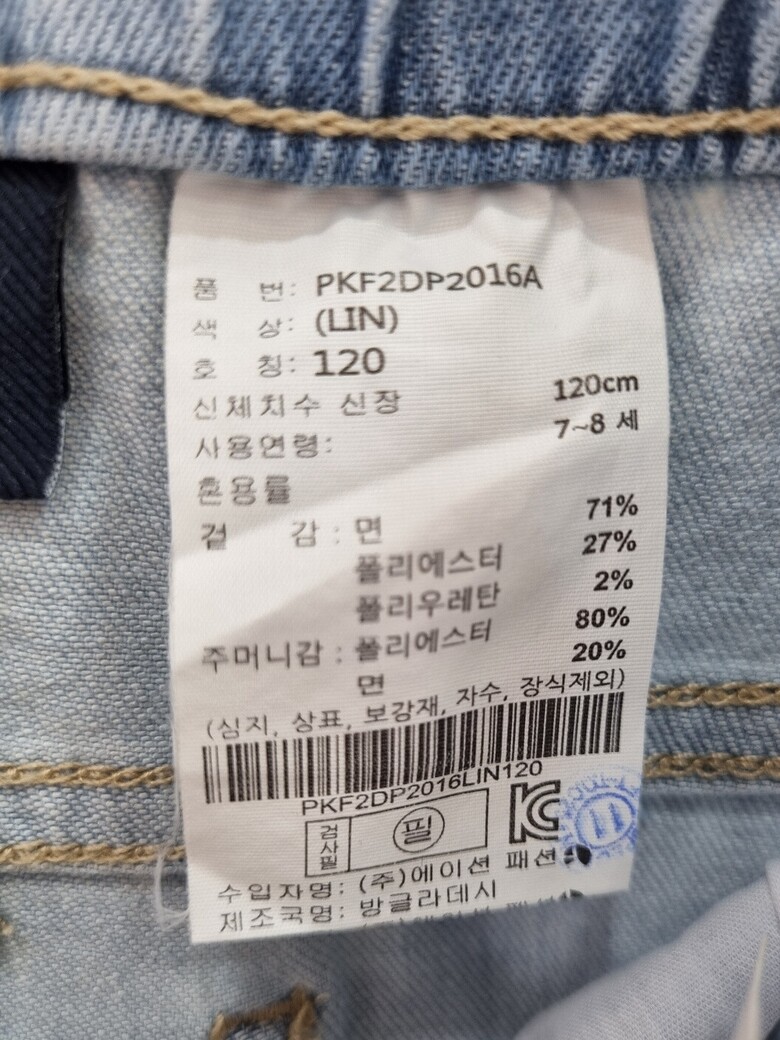 품 번: PKF2DP2016A
색 상: (LIN)
호 칭: 120
신체치수 신장 120cm
사용연령: 7~8 세
혼용률
겉 감 : 면 71%
폴리에스터 27%
폴리우레탄 2%
주머니감 : 폴리에스터 80%
면 20%
(심지, 상표, 보강재, 자수, 장식제외)
PKF2DP2016LIN120
검사필 필 KC 11
수입자명: (주)에이션 패션
제조국명: 방글라데시